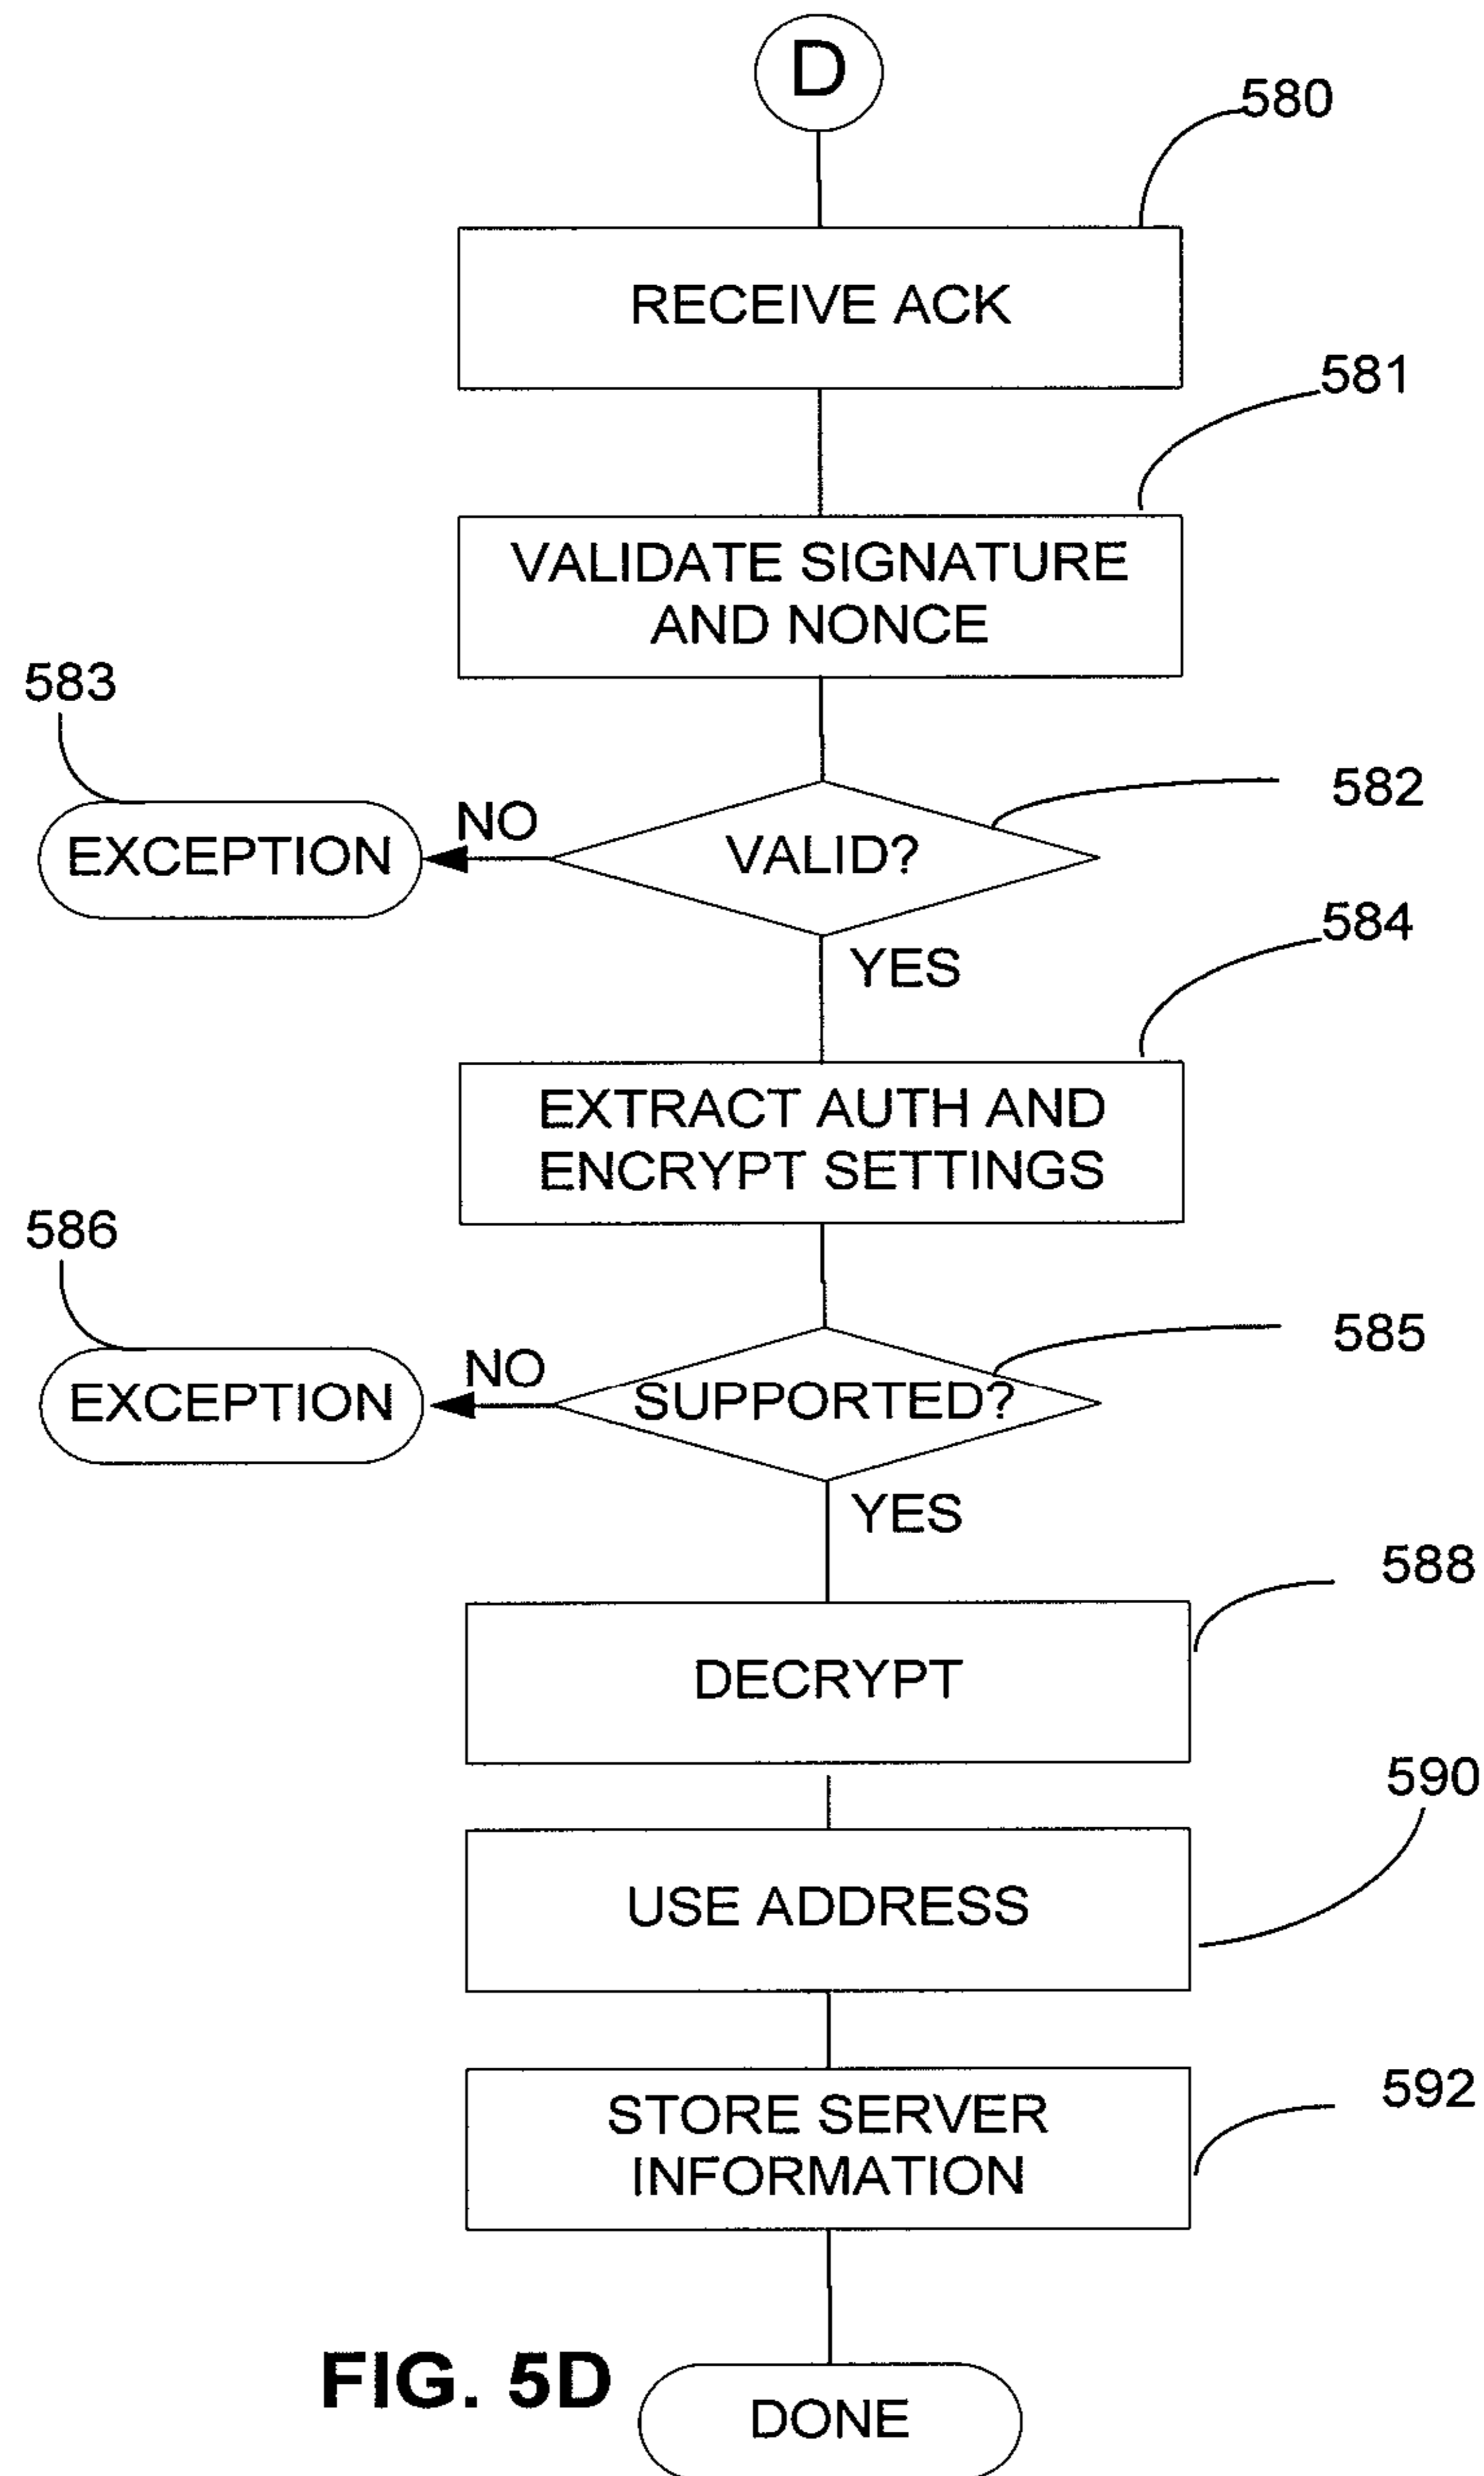 D
580
RECEIVE ACK
581
VALIDATE SIGNATURE
AND NONCE
583
582
EXCEPTION
NO
VALID?
584
YES
EXTRACT AUTH AND
ENCRYPT SETTINGS
586
585
EXCEPTION
NO
SUPPORTED?
YES
588
DECRYPT
590
USE ADDRESS
592
STORE SERVER
INFORMATION
FIG. 5D
DONE